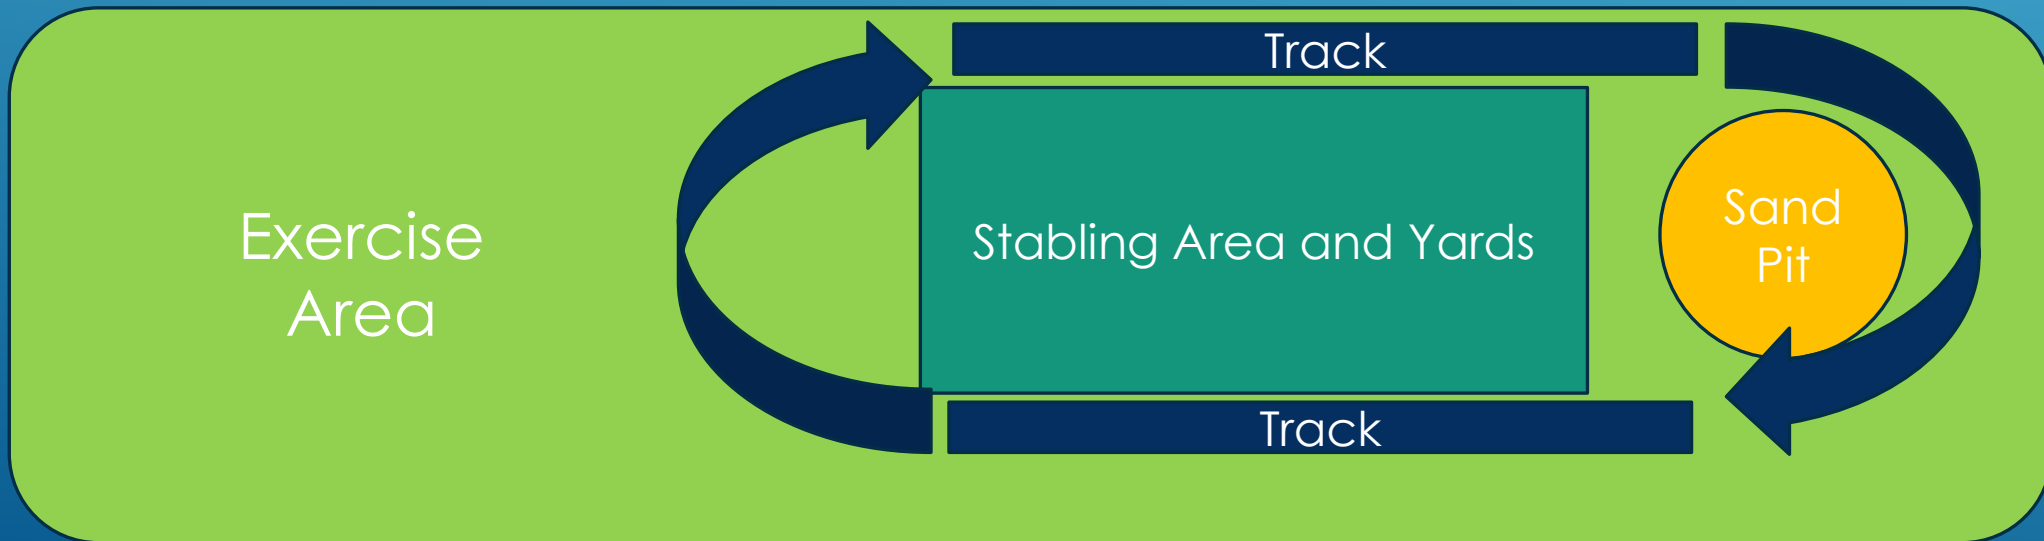 Track
Exercise
Area
Stabling Area and Yards
Sand
Pit
Track